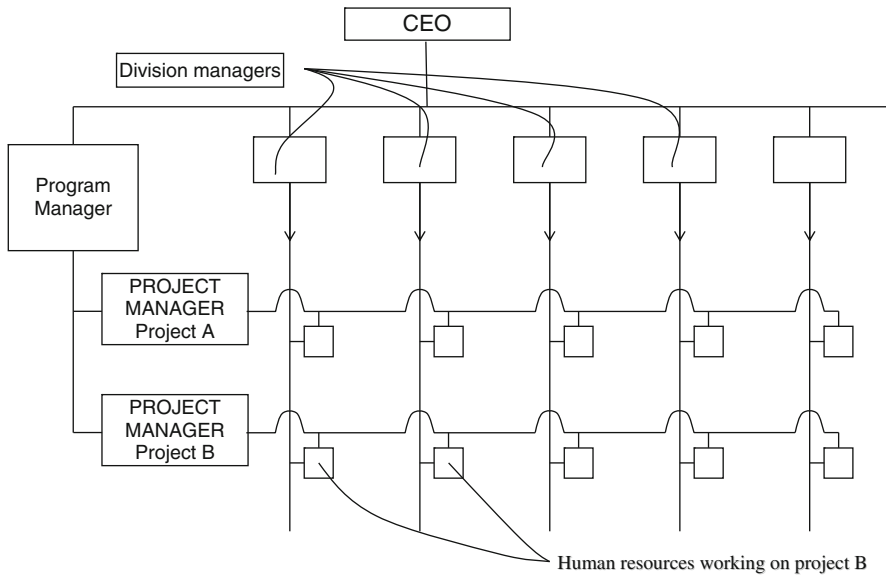 CEO
Division managers
Program
Manager
PROJECT
MANAGER
Project A
PROJECT
MANAGER
Project B
Human resources working on project B